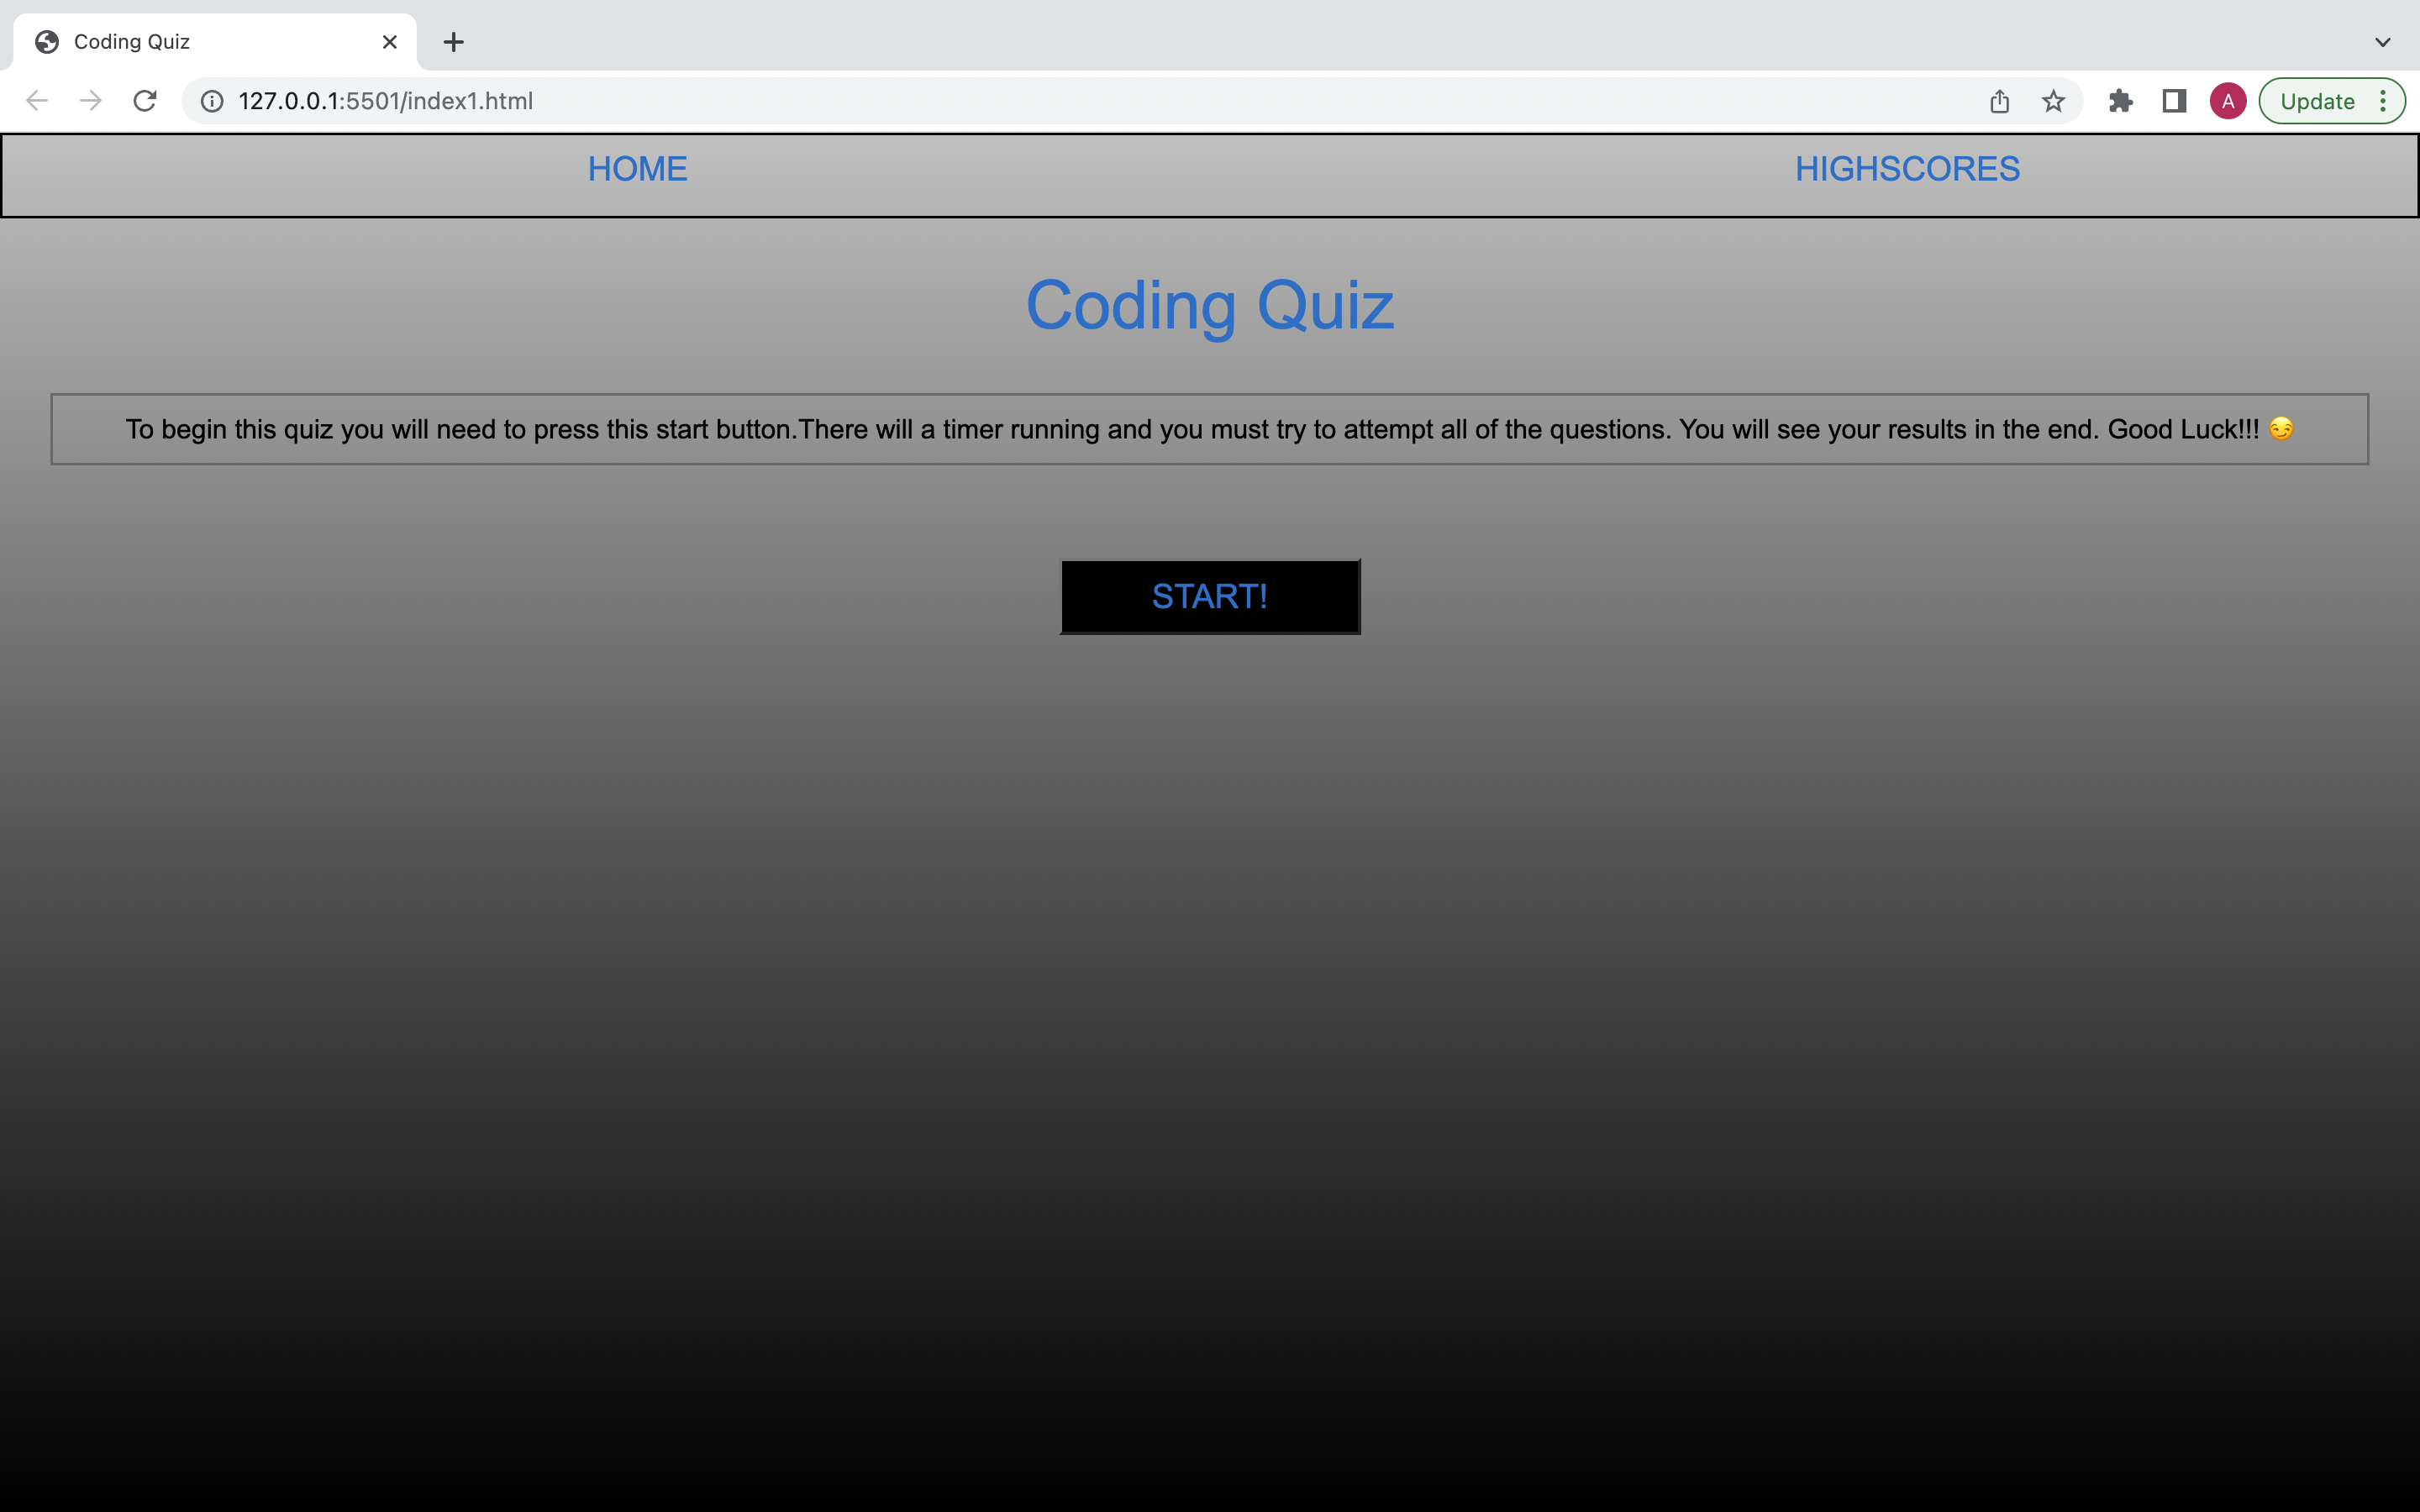 Coding Quiz
127.0.0.1:5501/index1.html
A
Update
HOME
HIGHSCORES
Coding Quiz
To begin this quiz you will need to press this start button.There will a timer running and you must try to attempt all of the questions. You will see your results in the end. Good Luck!!! 😏
START!